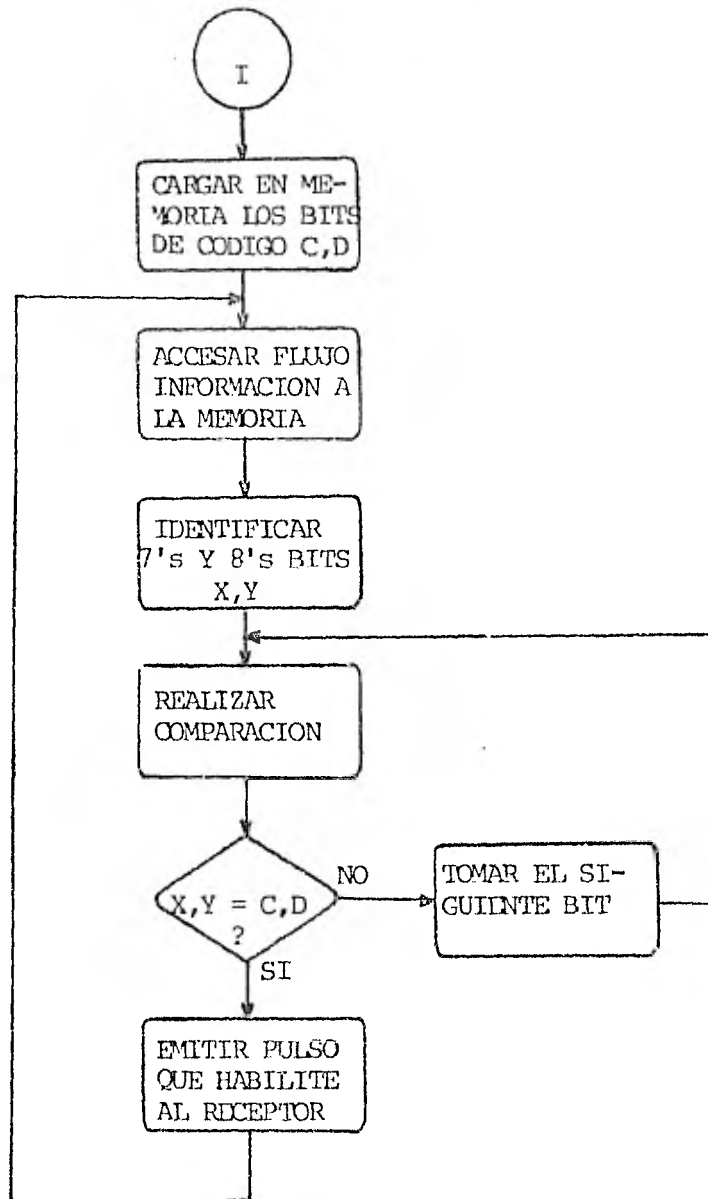 I
CARGAR EN ME-
MORIA LOS BITS
DE CODIGO C,D
ACCESAR FLUJO
INFORMACION A
LA MEMORIA
IDENTIFICAR
7's Y 8's BITS
X,Y
REALIZAR
COMPARACION
X,Y = C,D
?
NO
TOMAR EL SI-
GUIENTE BIT
SI
EMITIR PULSO
QUE HABILITE
AL RECEPTOR